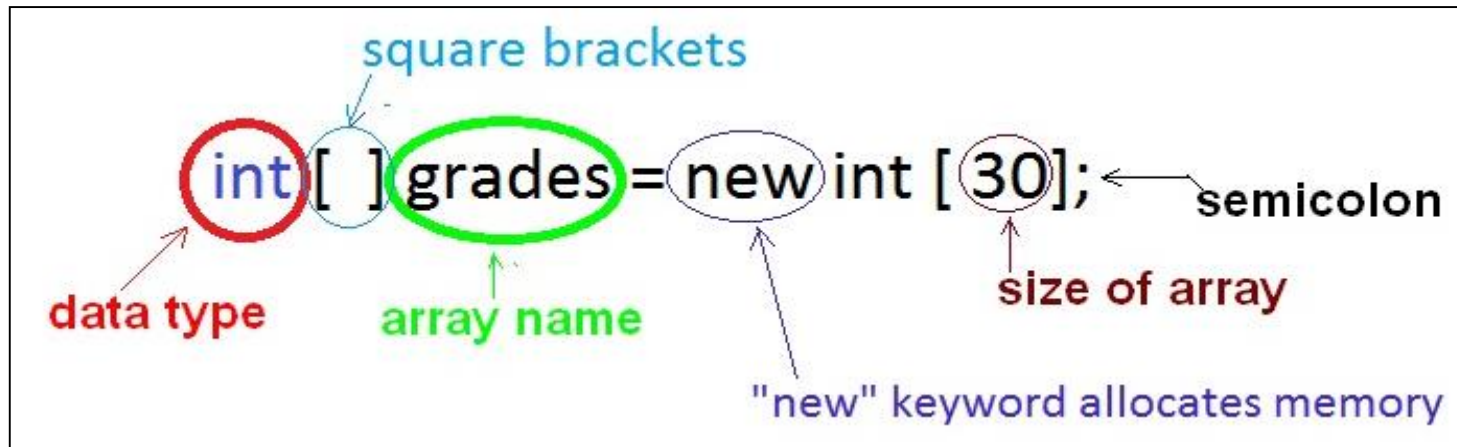 square brackets
int [ ] grades = new int [ 30];
semicolon
data type
array name
size of array
"new" keyword allocates memory